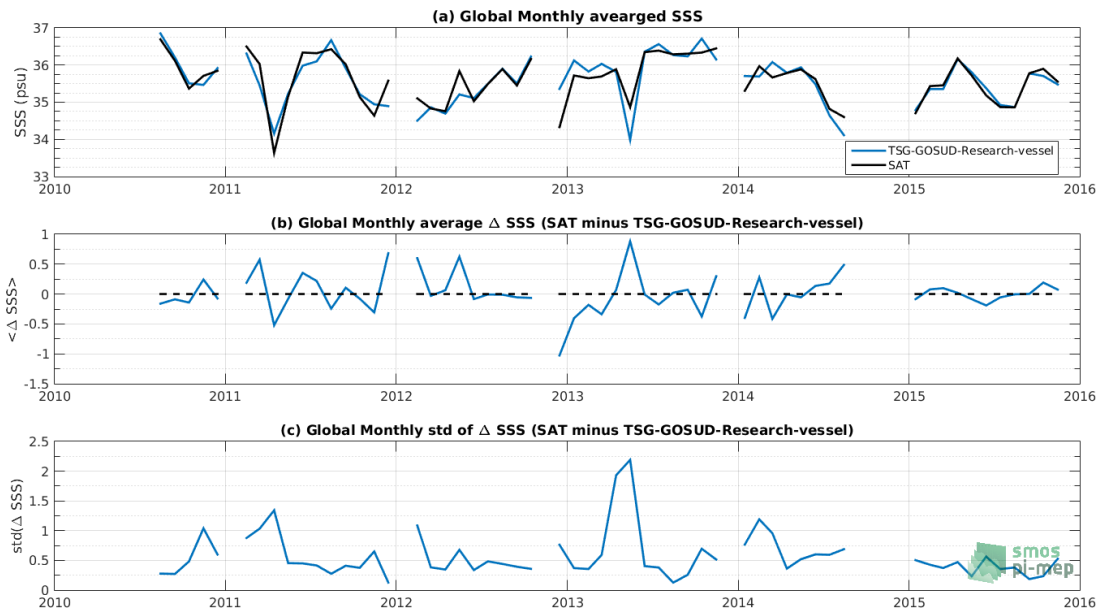 (a) Global Monthly avearged SSS
37
36
35
34
33
SSS (psu)
TSG-GOSUD-Research-vessel
SAT
2010 2011 2012 2013 2014 2015 2016
(b) Global Monthly average Δ SSS (SAT minus TSG-GOSUD-Research-vessel)
1
0.5
0
-0.5
-1
-1.5
<Δ SSS>
2010 2011 2012 2013 2014 2015 2016
(c) Global Monthly std of Δ SSS (SAT minus TSG-GOSUD-Research-vessel)
2.5
2
1.5
1
0.5
0
std(Δ SSS)
smos
pi-mep
2010 2011 2012 2013 2014 2015 2016